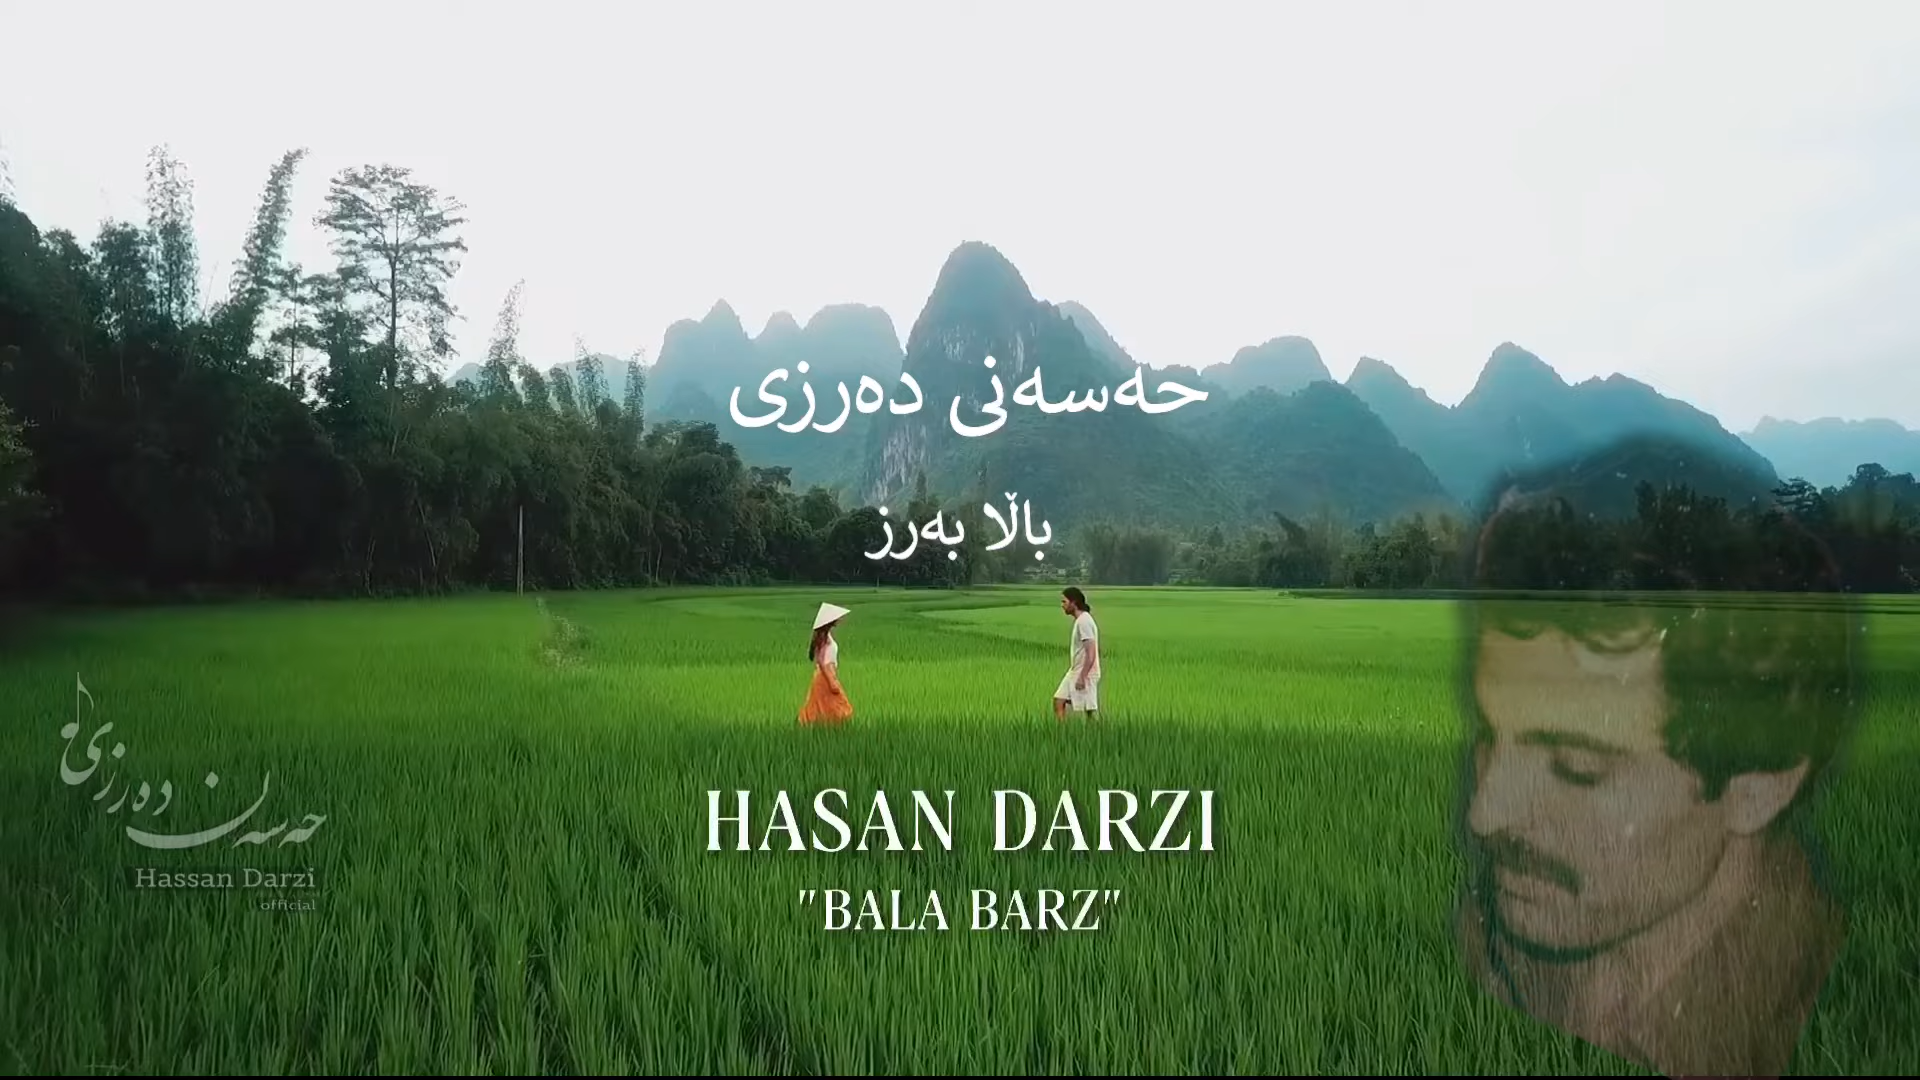 حەسەنی دەرزی
باڵا بەرز
HASAN DARZI
"BALA BARZ"
حەسەن دەرزی
Hassan Darzi
official